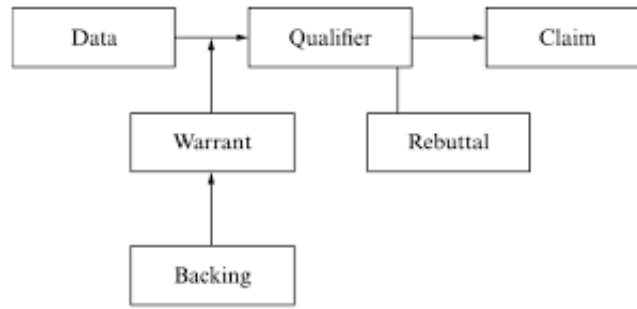 Data
Qualifier
Claim
Warrant
Rebuttal
Backing